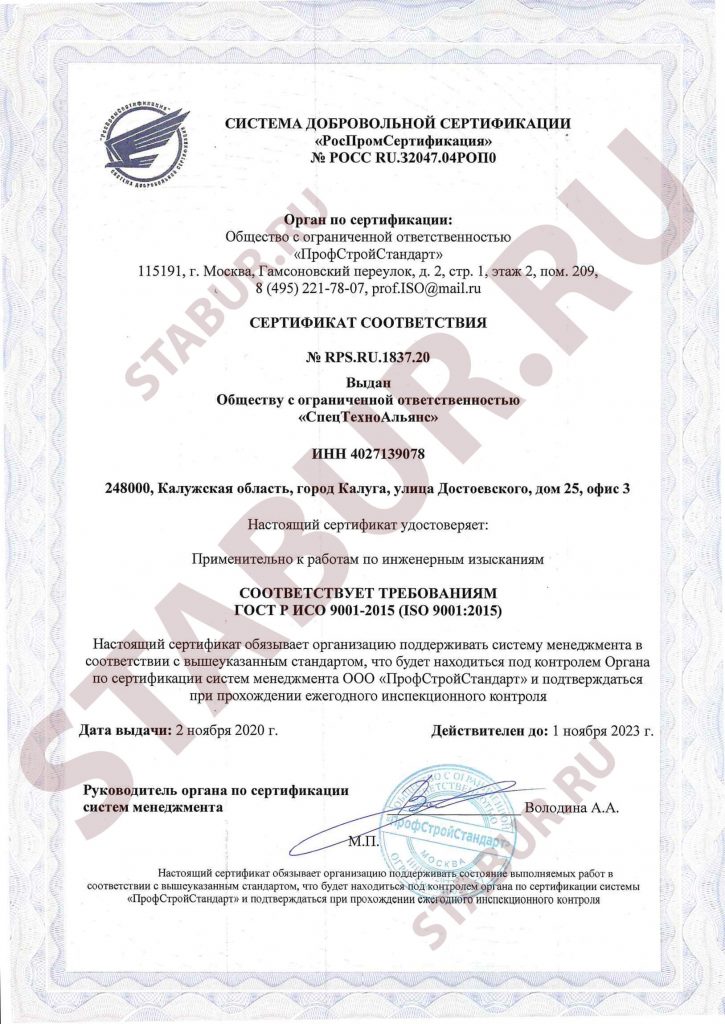 "РосПромСертификация"
СИСТЕМА ДОБРОВОЛЬНОЙ СЕРТИФИКАЦИИ
СИСТЕМА ДОБРОВОЛЬНОЙ СЕРТИФИКАЦИИ
«РосПромСертификация»
№ РОСС RU.З2047.04РОП0
Орган по сертификации:
Общество с ограниченной ответственностью
«ПрофСтройСтандарт»
115191, г. Москва, Гамсоновский переулок, д. 2, стр. 1, этаж 2, пом. 209,
8 (495) 221-78-07, prof.ISO@mail.ru
СЕРТИФИКАТ СООТВЕТСТВИЯ
№ RPS.RU.1837.20
Выдан
Обществу с ограниченной ответственностью
«СпецТехноАльянс»
ИНН 4027139078
248000, Калужская область, город Калуга, улица Достоевского, дом 25, офис 3
Настоящий сертификат удостоверяет:
Применительно к работам по инженерным изысканиям
СООТВЕТСТВУЕТ ТРЕБОВАНИЯМ
ГОСТ Р ИСО 9001-2015 (ISO 9001:2015)
Настоящий сертификат обязывает организацию поддерживать систему менеджмента в
соответствии с вышеуказанным стандартом, что будет находиться под контролем Органа
по сертификации систем менеджмента ООО «ПрофСтройСтандарт» и подтверждаться
при прохождении ежегодного инспекционного контроля
Дата выдачи: 2 ноября 2020 г.
Действителен до: 1 ноября 2023 г.
Руководитель органа по сертификации
систем менеджмента
Володина А.А.
М.П.
ПрофСтройСтандарт
МОСКВА
Настоящий сертификат обязывает организацию поддерживать состояние выполняемых работ в
соответствии с вышеуказанным стандартом, что будет находиться под контролем органа по сертификации системы
«ПрофСтройСтандарт» и подтверждаться при прохождении ежегодного инспекционного контроля
STABUR.RU
STABUR.RU
STABUR.RU